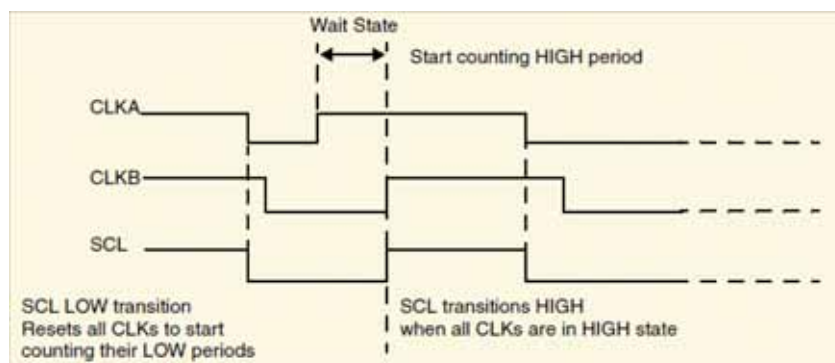 Wait State
Start counting HIGH period
CLKA
CLKB
SCL
SCL LOW transition
Resets all CLKs to start
counting their LOW periods
SCL transitions HIGH
when all CLKs are in HIGH state